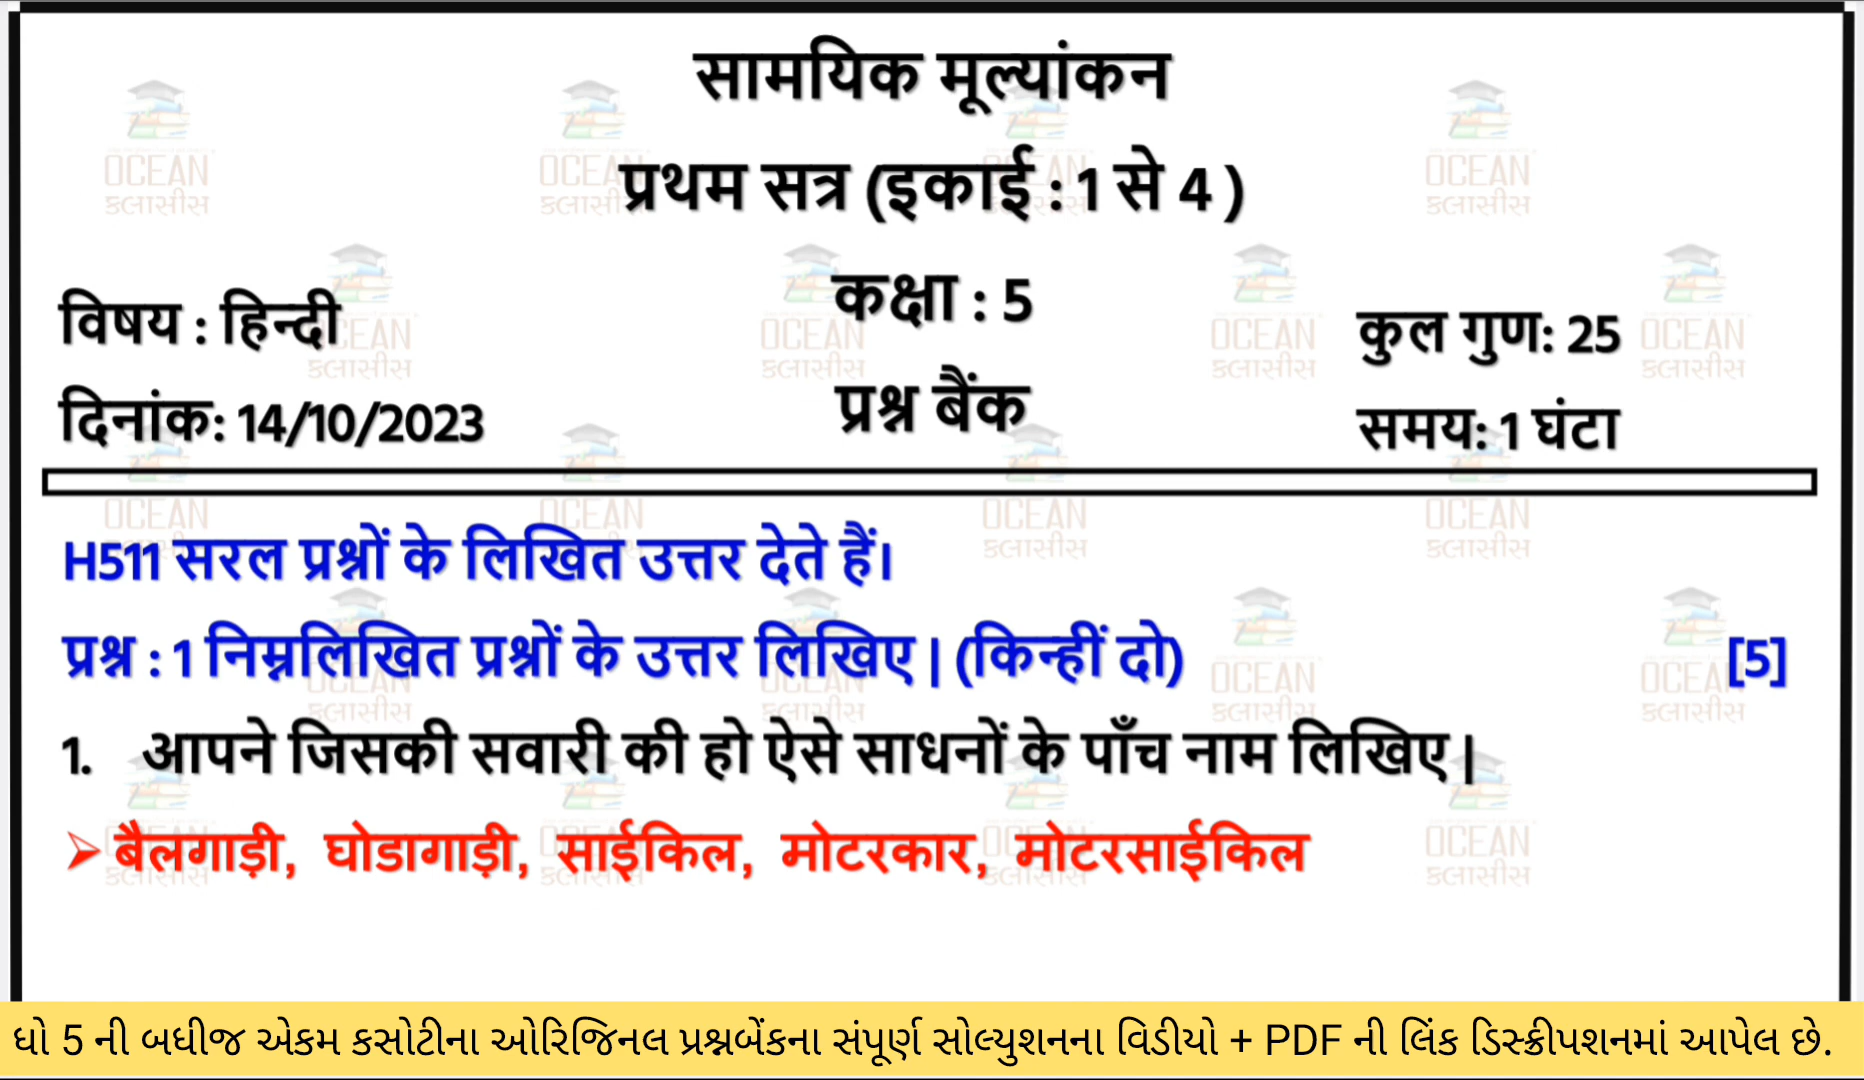 सामयिक मूल्यांकन
प्रथम सत्र (इकाई : 1 से 4 )
कक्षा : 5
विषय : हिन्दी
कुल गुण: 25
प्रश्न बैंक
दिनांक: 14/10/2023
समय: 1 घंटा
H511 सरल प्रश्नों के लिखित उत्तर देते हैं।
प्रश्न : 1 निम्नलिखित प्रश्नों के उत्तर लिखिए | (किन्हीं दो) [5]
1. आपने जिसकी सवारी की हो ऐसे साधनों के पाँच नाम लिखिए |
➢ बैलगाड़ी, घोडागाड़ी, साईकिल, मोटरकार, मोटरसाईकिल
ધો 5 ની બધીજ એકમ કસોટીના ઓરિજિનલ પ્રશ્નબેંકના સંપૂર્ણ સોલ્યુશનના વિડીયો + PDF ની લિંક ડિસ્ક્રીપશનમાં આપેલ છે.
OCEAN
ક્લાસીસ